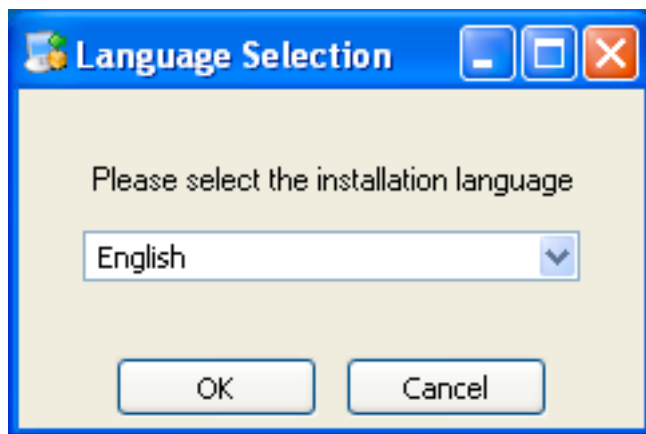 Language Selection
Please select the installation language
English
OK
Cancel